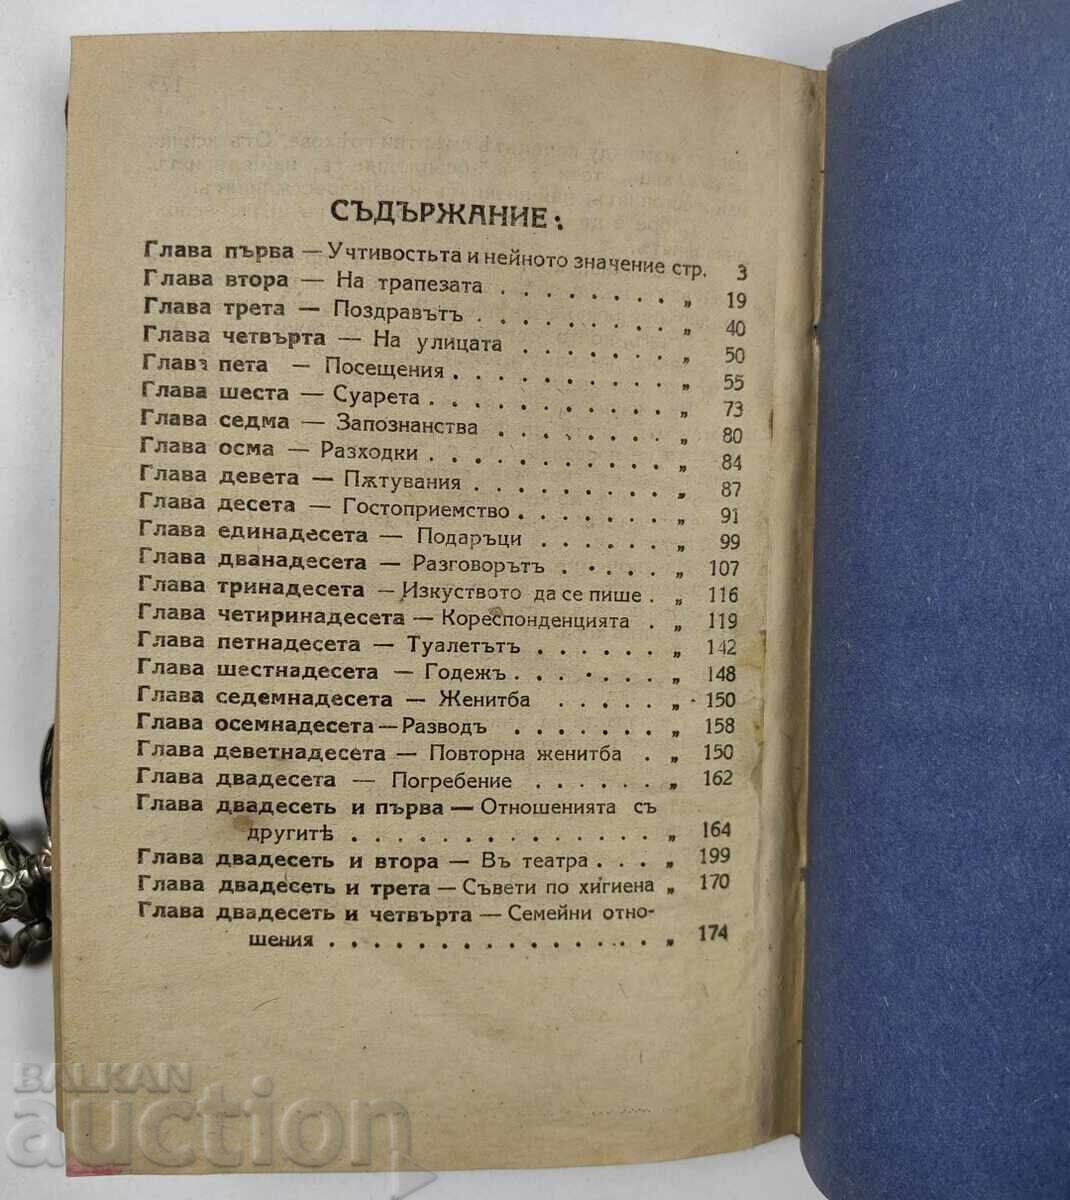 СЪДЪРЖАНИЕ:
Глава първа — Учтивостьта и нейното значение стр. 3
Глава втора — На трапезата . . . . . . . „ 19
Глава трета — Поздравътъ . . . . . . . „ 40
Глава четвърта — На улицата . . . . . . „ 50
Глава пета — Посещения . . . . . . . . „ 55
Глава шеста — Суарета . . . . . . . . . „ 73
Глава седма — Запознанства . . . . . . „ 80
Глава осма — Разходки . . . . . . . . . „ 84
Глава девета — Пѫтувания . . . . . . . „ 87
Глава десета — Гостоприемство . . . . . . „ 91
Глава единадесета — Подаръци . . . . . „ 99
Глава дванадесета — Разговорътъ . . . . . „ 107
Глава тринадесета — Изкуството да се пише . „ 116
Глава четиринадесета — Кореспонденцията . „ 119
Глава петнадесета — Туалетътъ . . . . . . „ 142
Глава шестнадесета — Годежъ . . . . . . . „ 148
Глава седемнадесета — Женитба . . . . . „ 150
Глава осемнадесета — Разводъ . . . . . . „ 158
Глава деветнадесета — Повторна женитба . „ 150
Глава двадесета — Погребение . . . . . . „ 162
Глава двадесеть и първа — Отношенията съ
другитѣ . . . . . . . . . . . . . . „ 164
Глава двадесеть и втора — Въ театра . . . „ 199
Глава двадесеть и трета — Съвети по хигиена „ 170
Глава двадесеть и четвърта — Семейни отно-
шения . . . . . . . . . . . . . . . „ 174
BALKAN
auction